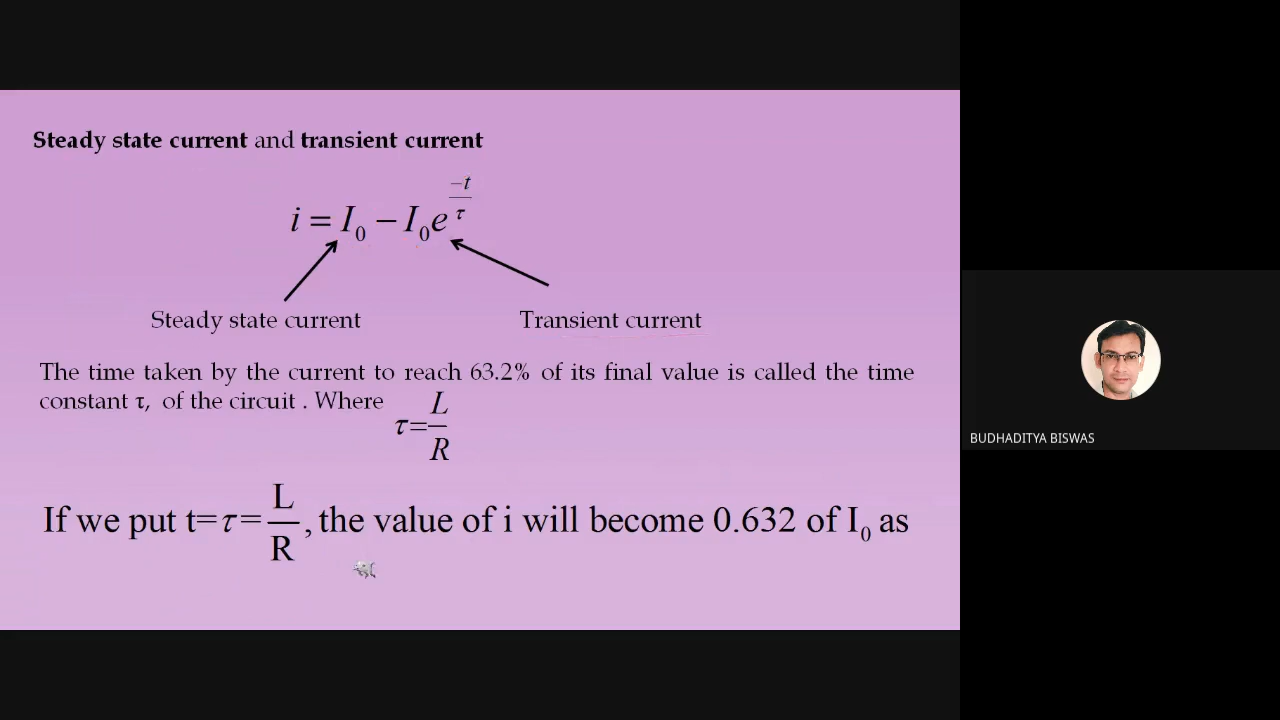 Steady state current and transient current
i = I₀ − I₀e^(−t/τ)
Steady state current
Transient current
The time taken by the current to reach 63.2% of its final value is called the time
constant τ, of the circuit . Where τ=L/R
If we put t=τ=L/R, the value of i will become 0.632 of I₀ as
BUDHADITYA BISWAS